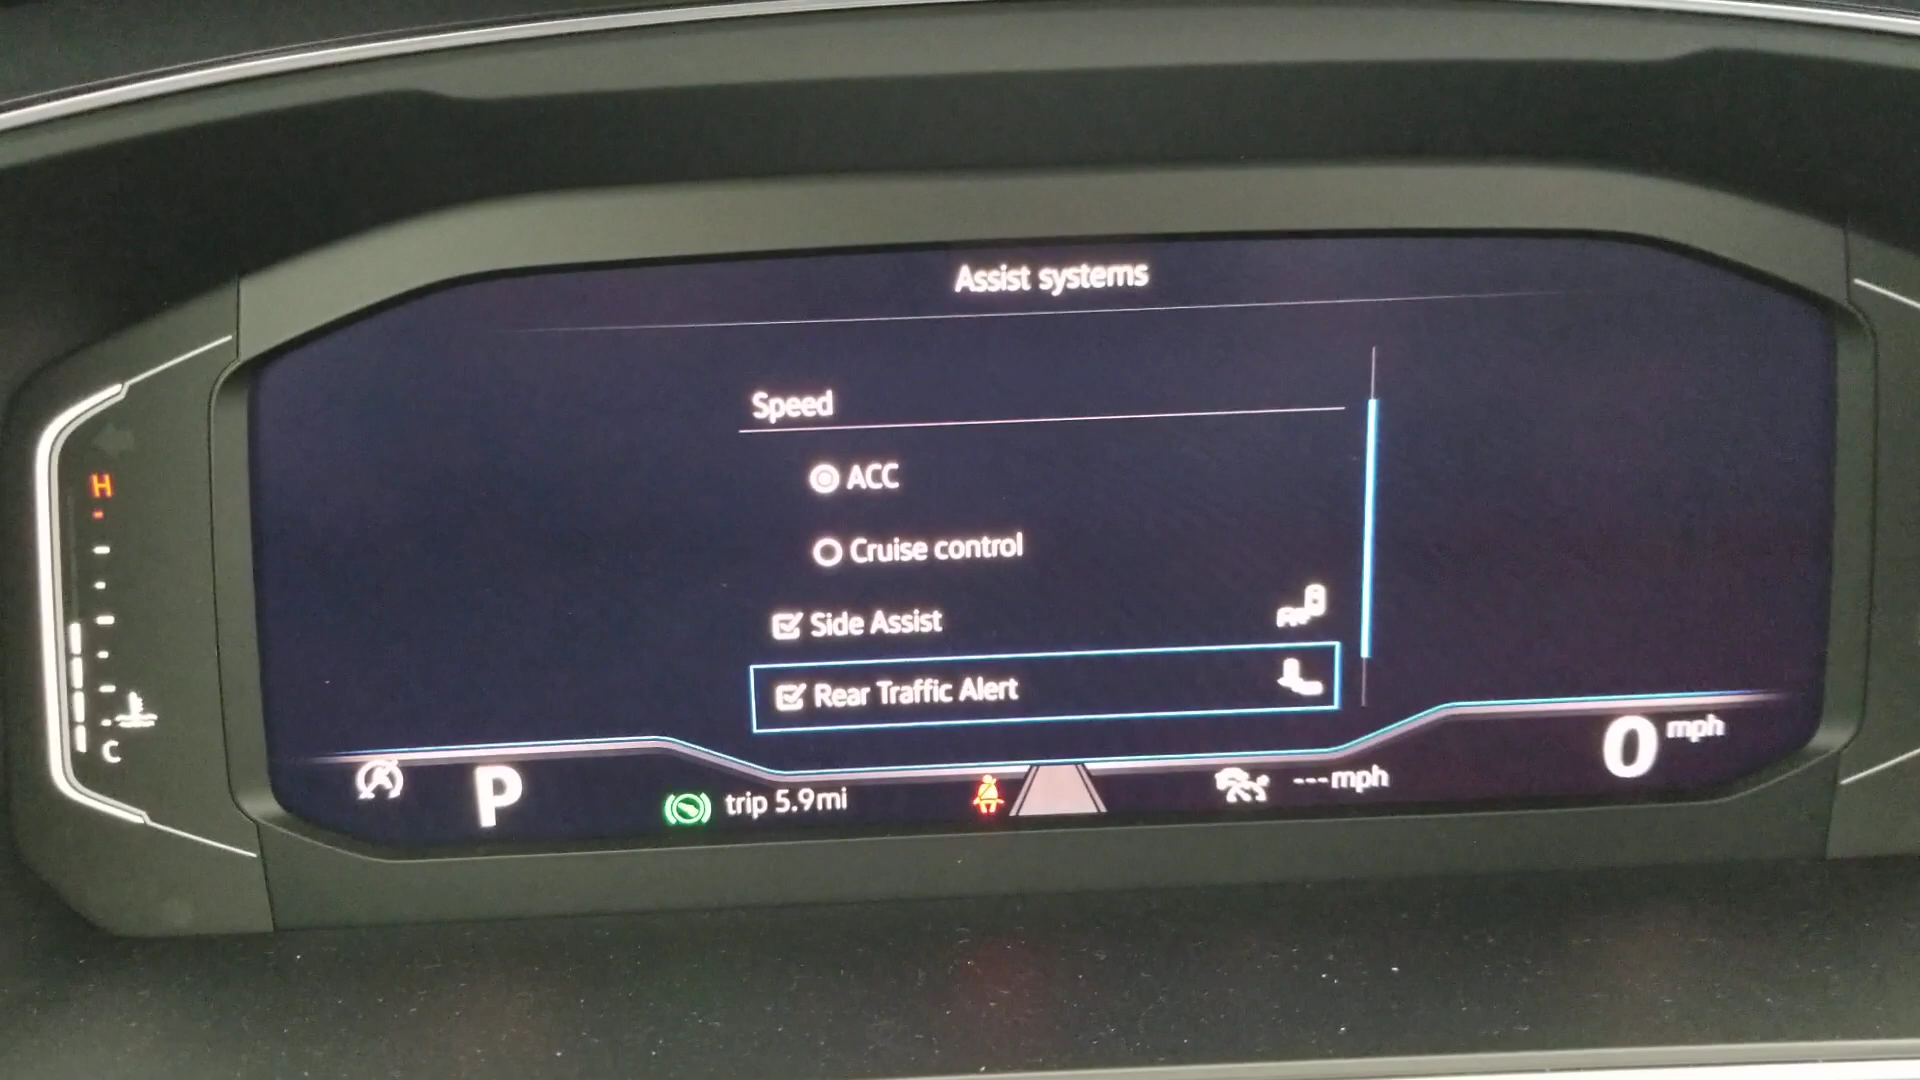 Assist systems
Speed
ACC
Cruise control
Side Assist
Rear Traffic Alert
H
C
P
trip 5.9mi
---mph
0 mph